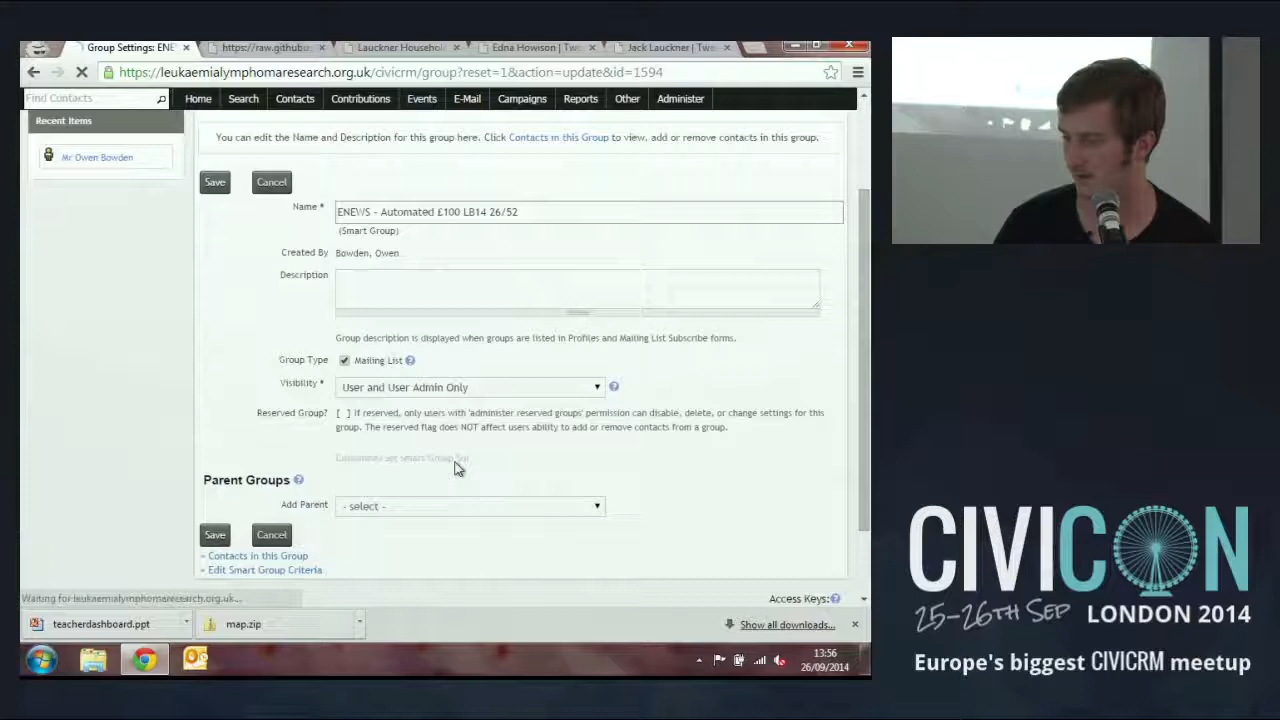 Group Settings: ENE
https://raw.githubu
Lauckner Househol
Edna Howison | Twe
Jack Lauckner | Twe
https://leukaemialymphomaresearch.org.uk/civicrm/group?reset=1&action=update&id=1594
Find Contacts
Home Search Contacts Contributions Events E-Mail Campaigns Reports Other Administer
Recent Items
Mr Owen Bowden
You can edit the Name and Description for this group here. Click Contacts in this Group to view, add or remove contacts in this group.
Save Cancel
Name * ENEWS - Automated £100 LB14 26/52
(Smart Group)
Created By Bowden, Owen
Description
Group description is displayed when groups are listed in Profiles and Mailing List Subscribe forms.
Group Type Mailing List
Visibility * User and User Admin Only
Reserved Group? [ ] If reserved, only users with 'administer reserved groups' permission can disable, delete, or change settings for this
group. The reserved flag does NOT affect users ability to add or remove contacts from a group.
Smart Group
Parent Groups
Add Parent - select -
Save Cancel
» Contacts in this Group
» Edit Smart Group Criteria
Waiting for leukaemialymphomaresearch.org.uk...
Access Keys:
teacherdashboard.ppt
map.zip
Show all downloads...
13:56
26/09/2014
CIVICON
25-26TH SEP LONDON 2014
Europe's biggest CIVICRM meetup